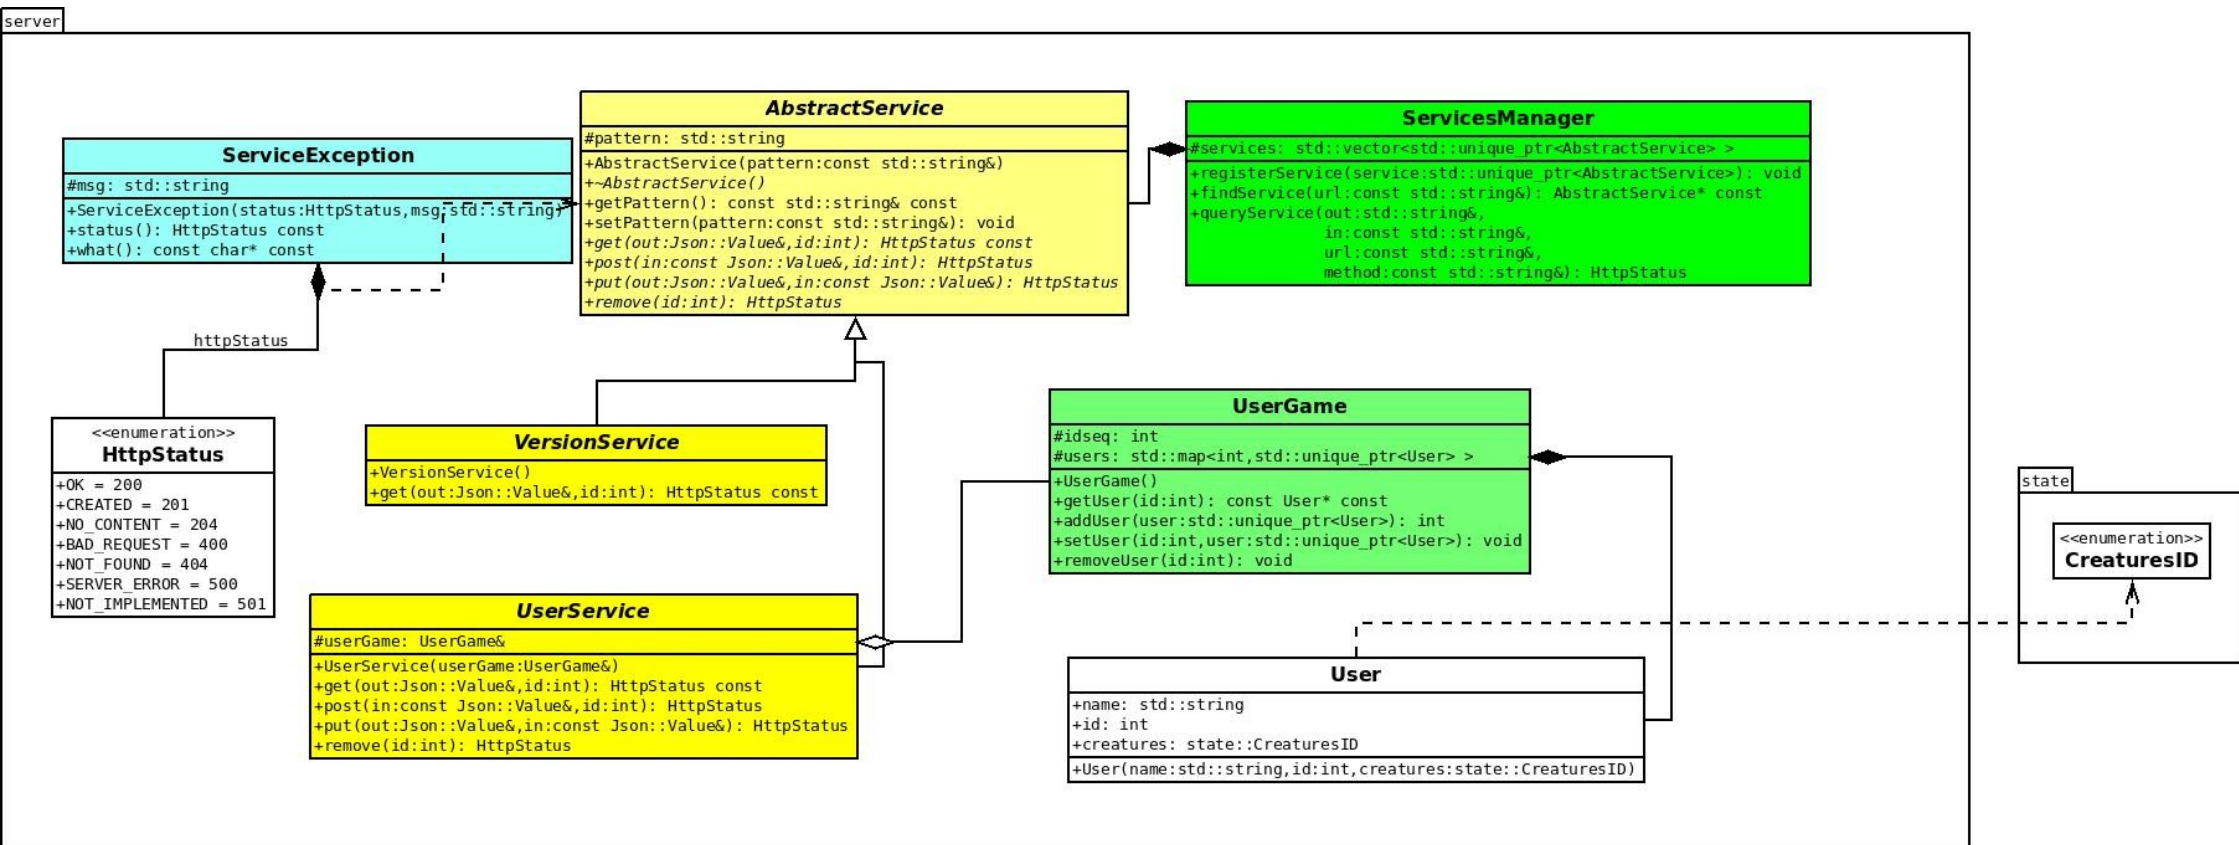 server
ServiceException
#msg: std::string
+ServiceException(status:HttpStatus,msg:std::string)
+status(): HttpStatus const
+what(): const char* const
AbstractService
#pattern: std::string
+AbstractService(pattern:const std::string&)
+~AbstractService()
+getPattern(): const std::string& const
+setPattern(pattern:const std::string&): void
+get(out:Json::Value&,id:int): HttpStatus const
+post(in:const Json::Value&,id:int): HttpStatus
+put(out:Json::Value&,in:const Json::Value&): HttpStatus
+remove(id:int): HttpStatus
ServicesManager
#services: std::vector<std::unique_ptr<AbstractService> >
+registerService(service:std::unique_ptr<AbstractService>): void
+findService(url:const std::string&): AbstractService* const
+queryService(out:std::string&,
in:const std::string&,
url:const std::string&,
method:const std::string&): HttpStatus
httpStatus
<<enumeration>>
HttpStatus
+OK = 200
+CREATED = 201
+NO_CONTENT = 204
+BAD_REQUEST = 400
+NOT_FOUND = 404
+SERVER_ERROR = 500
+NOT_IMPLEMENTED = 501
VersionService
+VersionService()
+get(out:Json::Value&,id:int): HttpStatus const
UserGame
#idseq: int
#users: std::map<int,std::unique_ptr<User> >
+UserGame()
+getUser(id:int): const User* const
+addUser(user:std::unique_ptr<User>): int
+setUser(id:int,user:std::unique_ptr<User>): void
+removeUser(id:int): void
state
<<enumeration>>
CreaturesID
UserService
#userGame: UserGame&
+UserService(userGame:UserGame&)
+get(out:Json::Value&,id:int): HttpStatus const
+post(in:const Json::Value&,id:int): HttpStatus
+put(out:Json::Value&,in:const Json::Value&): HttpStatus
+remove(id:int): HttpStatus
User
+name: std::string
+id: int
+creatures: state::CreaturesID
+User(name:std::string,id:int,creatures:state::CreaturesID)